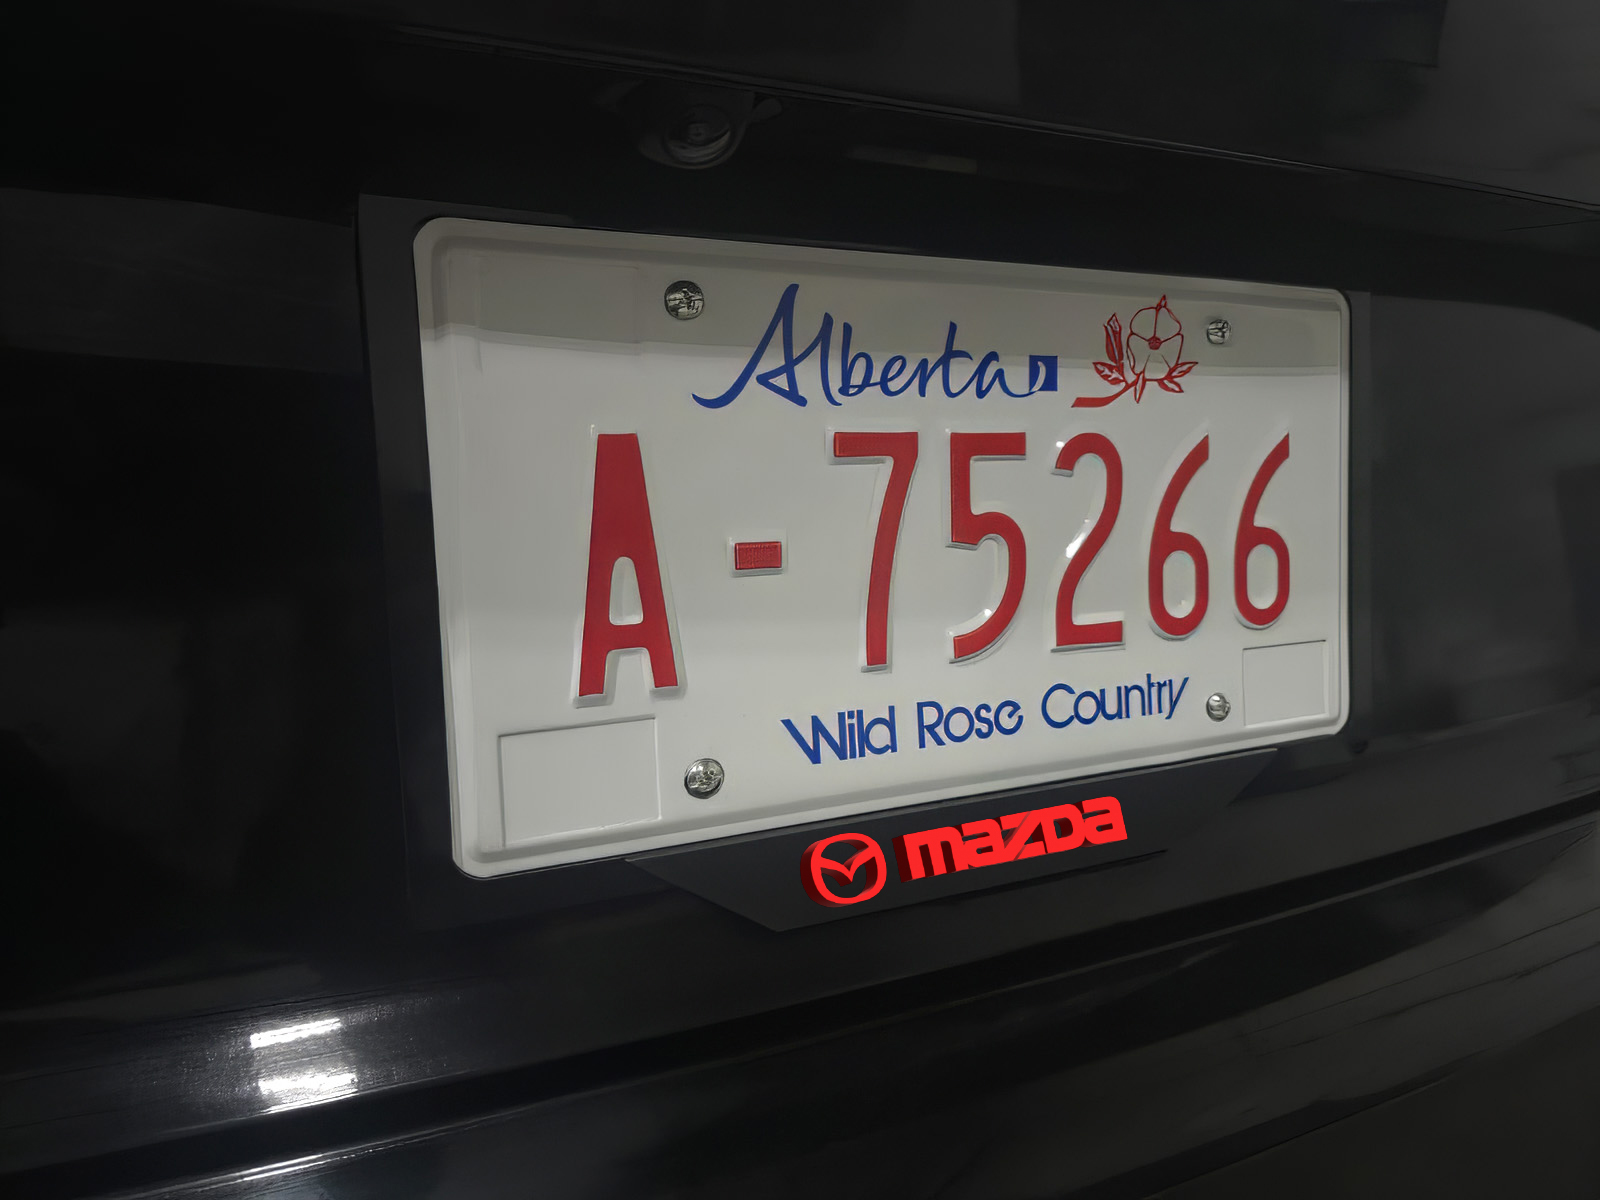 Alberta
A-75266
Wild Rose Country
mazda